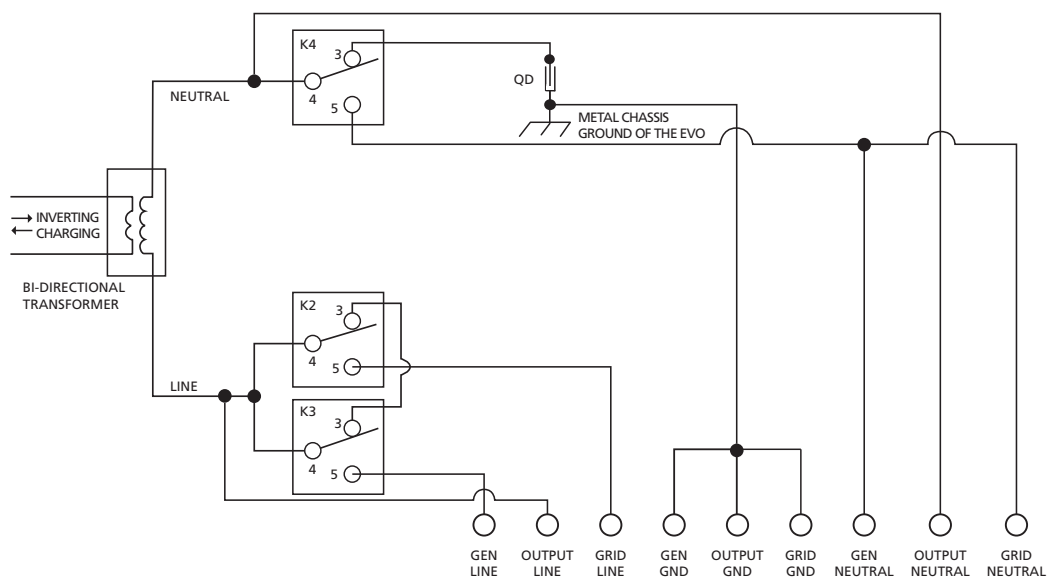 K4
3
4
5
NEUTRAL
QD
METAL CHASSIS
GROUND OF THE EVO
INVERTING
CHARGING
BI-DIRECTIONAL
TRANSFORMER
K2
3
4
5
LINE
K3
3
4
5
GEN
LINE
OUTPUT
LINE
GRID
LINE
GEN
GND
OUTPUT
GND
GRID
GND
GEN
NEUTRAL
OUTPUT
NEUTRAL
GRID
NEUTRAL